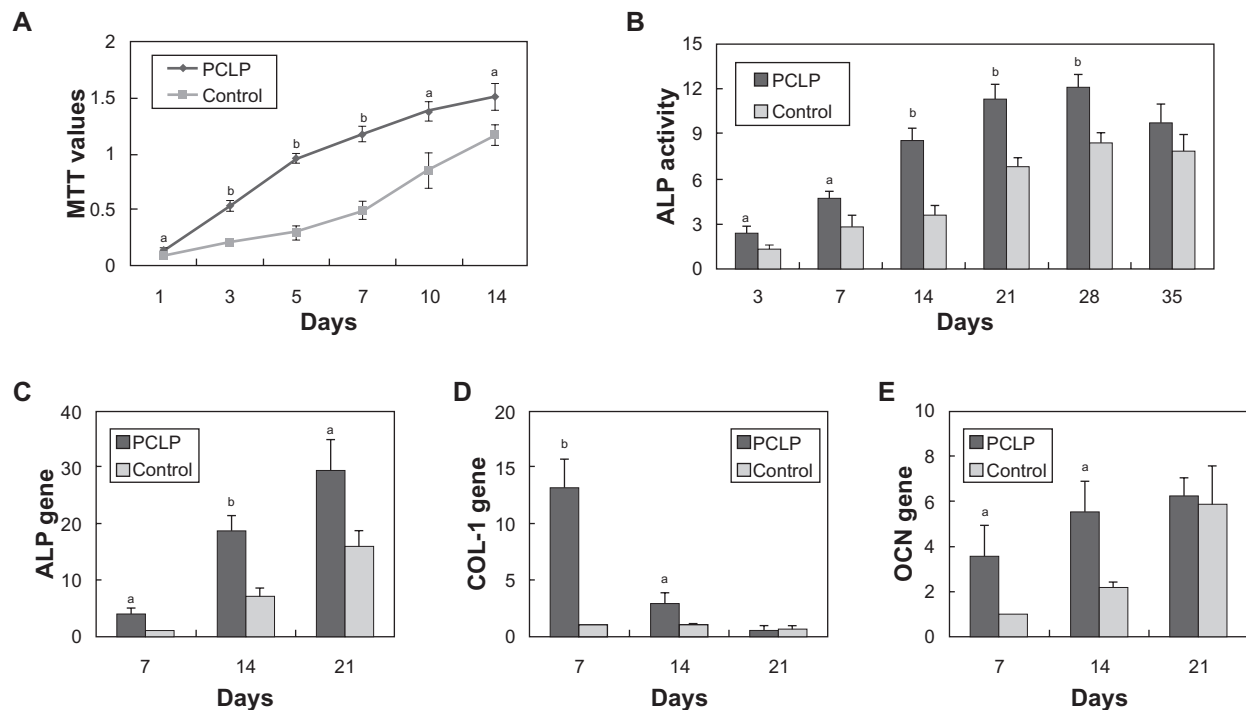 A
MTT values
2
1.5
1
0.5
0
PCLP
Control
a
b
b
b
a
a
1 3 5 7 10 14
Days
B
ALP activity
15
12
9
6
3
0
PCLP
Control
a
a
b
b
b
3 7 14 21 28 35
Days
C
ALP gene
40
30
20
10
0
PCLP
Control
a
b
a
7 14 21
Days
D
COL-1 gene
20
15
10
5
0
PCLP
Control
b
a
7 14 21
Days
E
OCN gene
10
8
6
4
2
0
PCLP
Control
a
a
7 14 21
Days